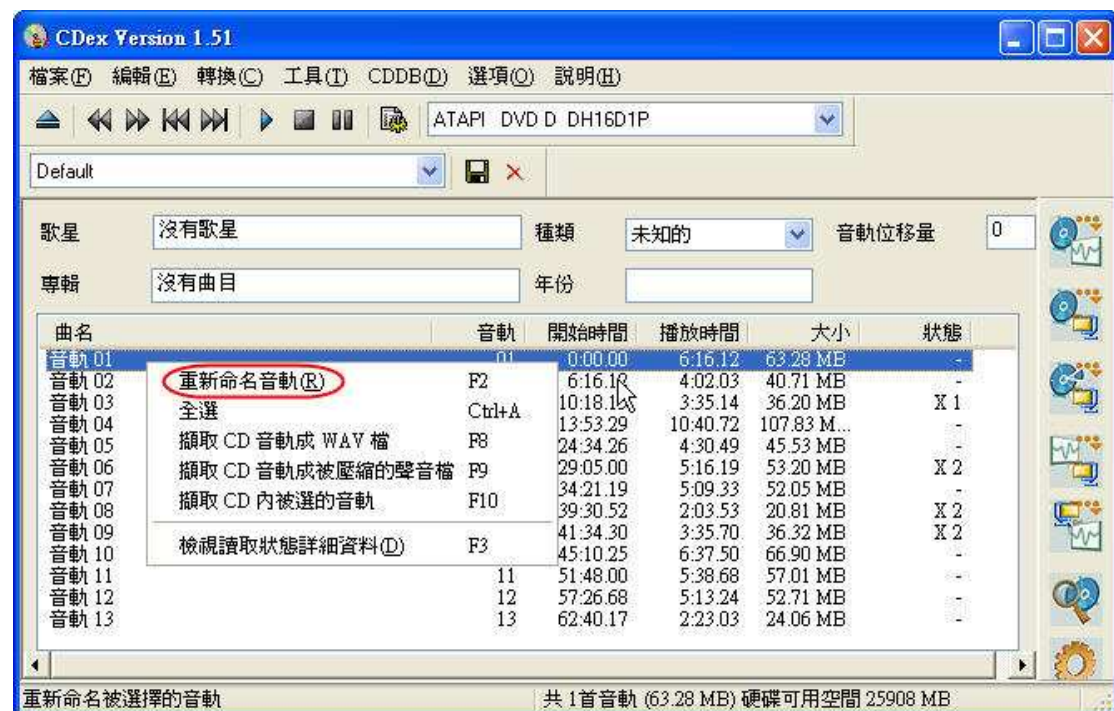 CDex Version 1.51
檔案(F) 編輯(E) 轉換(C) 工具(T) CDDB(D) 選項(O) 說明(H)
ATAPI DVD D DH16D1P
Default
歌星 沒有歌星 種類 未知的 音軌位移量 0
專輯 沒有曲目 年份
曲名 音軌 開始時間 播放時間 大小 狀態
音軌 01 01 0:00.00 6:16.12 63.28 MB -
音軌 02 4:02.03 40.71 MB -
音軌 03 3:35.14 36.20 MB X 1
音軌 04 13:53.29 10:40.72 107.83 M... -
音軌 05 24:34.26 4:30.49 45.53 MB -
音軌 06 29:05.00 5:16.19 53.20 MB X 2
音軌 07 34:21.19 5:09.33 52.05 MB -
音軌 08 39:30.52 2:03.53 20.81 MB X 2
音軌 09 41:34.30 3:35.70 36.32 MB X 2
音軌 10 45:10.25 6:37.50 66.90 MB -
音軌 11 11 51:48.00 5:38.68 57.01 MB -
音軌 12 12 57:26.68 5:13.24 52.71 MB -
音軌 13 13 62:40.17 2:23.03 24.06 MB -
重新命名音軌(R) F2
全選 Ctrl+A
擷取 CD 音軌成 WAV 檔 F8
擷取 CD 音軌成被壓縮的聲音檔 F9
擷取 CD 內被選的音軌 F10
檢視讀取狀態詳細資料(D) F3
重新命名被選擇的音軌 共 1首音軌 (63.28 MB) 硬碟可用空間 25908 MB